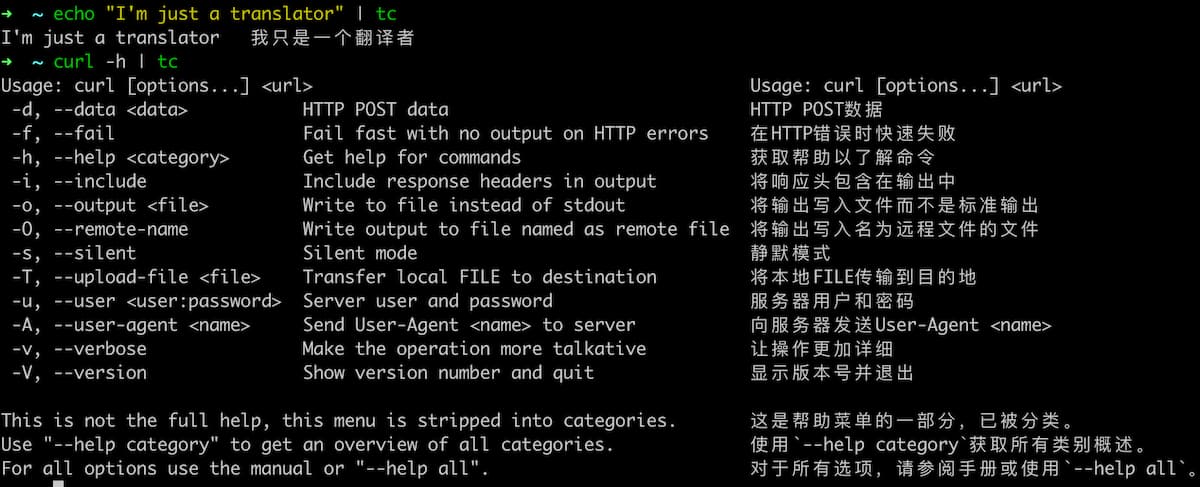 ➜  ~ echo "I'm just a translator" | tc
I'm just a translator   我只是一个翻译者
➜  ~ curl -h | tc
Usage: curl [options...] <url>                                        Usage: curl [options...] <url>
 -d, --data <data>          HTTP POST data                            HTTP POST数据
 -f, --fail                 Fail fast with no output on HTTP errors   在HTTP错误时快速失败
 -h, --help <category>      Get help for commands                     获取帮助以了解命令
 -i, --include              Include response headers in output        将响应头包含在输出中
 -o, --output <file>        Write to file instead of stdout           将输出写入文件而不是标准输出
 -O, --remote-name          Write output to file named as remote file  将输出写入名为远程文件的文件
 -s, --silent               Silent mode                               静默模式
 -T, --upload-file <file>   Transfer local FILE to destination        将本地FILE传输到目的地
 -u, --user <user:password>  Server user and password                 服务器用户和密码
 -A, --user-agent <name>    Send User-Agent <name> to server          向服务器发送User-Agent <name>
 -v, --verbose              Make the operation more talkative         让操作更加详细
 -V, --version              Show version number and quit              显示版本号并退出
This is not the full help, this menu is stripped into categories.     这是帮助菜单的一部分，已被分类。
Use "--help category" to get an overview of all categories.           使用`--help category`获取所有类别概述。
For all options use the manual or "--help all".                       对于所有选项，请参阅手册或使用`--help all`。